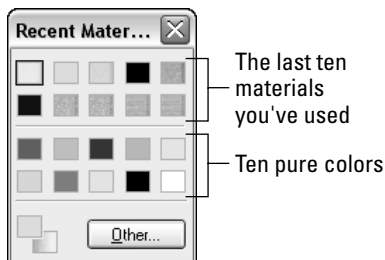 Recent Mater...
The last ten
materials
you've used
Ten pure colors
Other...